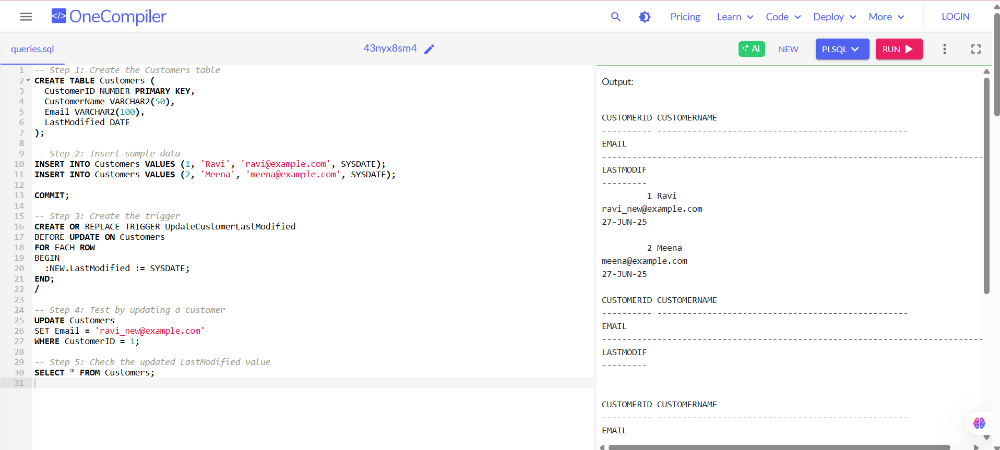 OneCompiler
Pricing
Learn
Code
Deploy
More
LOGIN
queries.sql
43nyx8sm4
AI
NEW
PLSQL
RUN
1 -- Step 1: Create the Customers table
2 CREATE TABLE Customers (
3 CustomerID NUMBER PRIMARY KEY,
4 CustomerName VARCHAR2(50),
5 Email VARCHAR2(100),
6 LastModified DATE
7 );
8
9 -- Step 2: Insert sample data
10 INSERT INTO Customers VALUES (1, 'Ravi', 'ravi@example.com', SYSDATE);
11 INSERT INTO Customers VALUES (2, 'Meena', 'meena@example.com', SYSDATE);
12
13 COMMIT;
14
15 -- Step 3: Create the trigger
16 CREATE OR REPLACE TRIGGER UpdateCustomerLastModified
17 BEFORE UPDATE ON Customers
18 FOR EACH ROW
19 BEGIN
20 :NEW.LastModified := SYSDATE;
21 END;
22 /
23
24 -- Step 4: Test by updating a customer
25 UPDATE Customers
26 SET Email = 'ravi_new@example.com'
27 WHERE CustomerID = 1;
28
29 -- Step 5: Check the updated LastModified value
30 SELECT * FROM Customers;
31
Output:
CUSTOMERID CUSTOMERNAME
---------- --------------------------------------------------
EMAIL
----------------------------------------------------------------------------
LASTMODIF
---------
1 Ravi
ravi_new@example.com
27-JUN-25
2 Meena
meena@example.com
27-JUN-25
CUSTOMERID CUSTOMERNAME
---------- --------------------------------------------------
EMAIL
----------------------------------------------------------------------------
LASTMODIF
---------
CUSTOMERID CUSTOMERNAME
---------- --------------------------------------------------
EMAIL